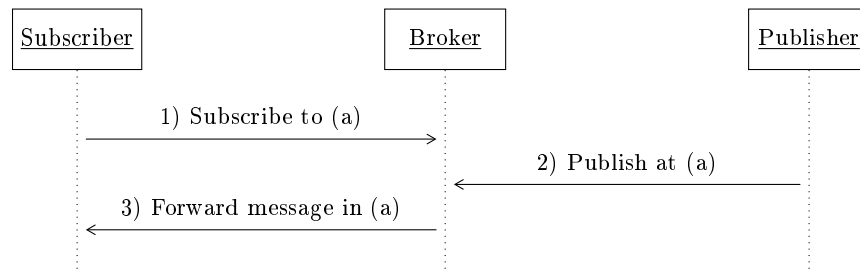 Subscriber
Broker
Publisher
1) Subscribe to (a)
2) Publish at (a)
3) Forward message in (a)